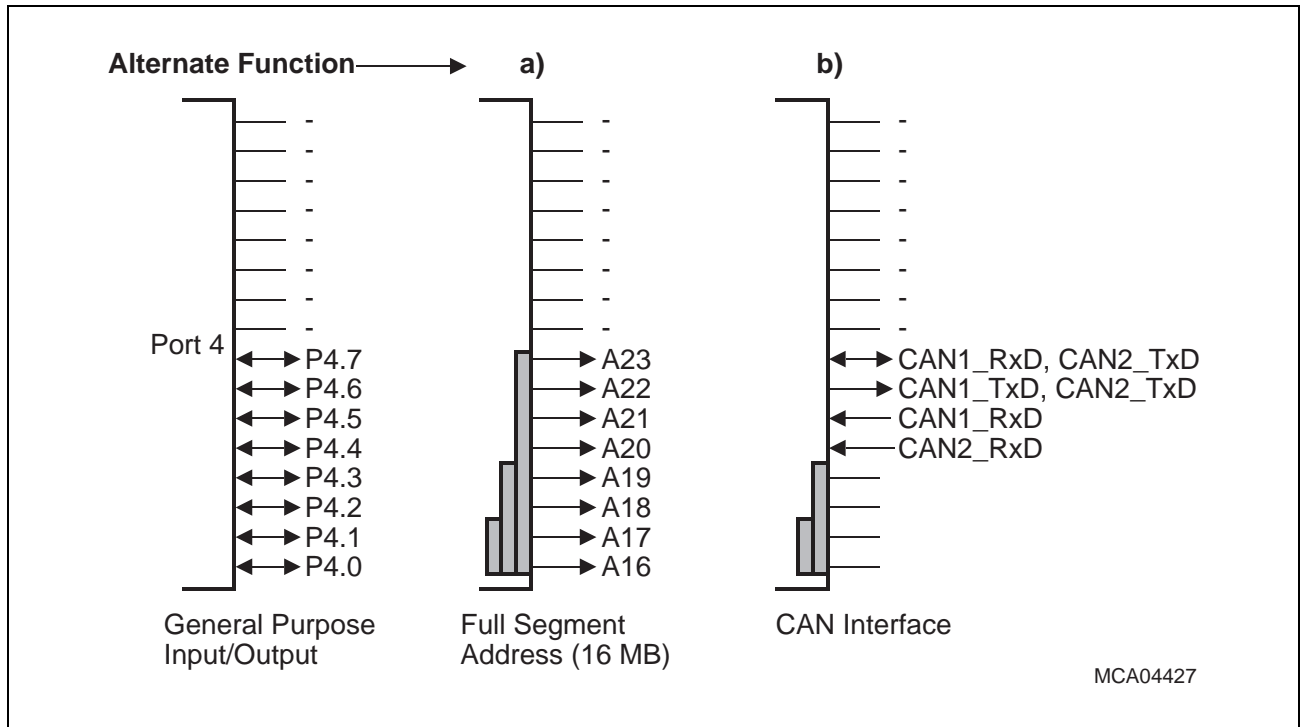 Alternate Function a) b)
- - -
- - -
- - -
- - -
- - -
- - -
- - -
- - -
Port 4
P4.7 A23 CAN1_RxD, CAN2_TxD
P4.6 A22 CAN1_TxD, CAN2_TxD
P4.5 A21 CAN1_RxD
P4.4 A20 CAN2_RxD
P4.3 A19
P4.2 A18
P4.1 A17
P4.0 A16
General Purpose Full Segment CAN Interface
Input/Output Address (16 MB)
MCA04427